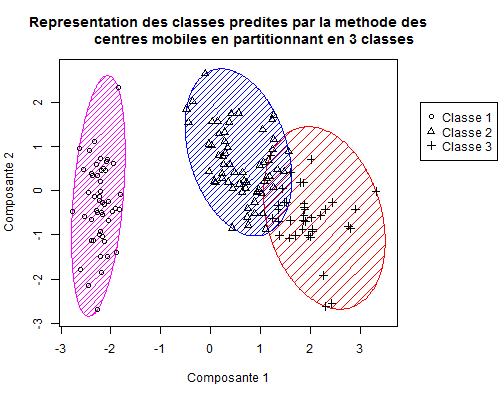 Representation des classes predites par la methode des
centres mobiles en partitionnant en 3 classes
Classe 1
Classe 2
Classe 3
Composante 2
2
1
0
-1
-2
-3
-3
-2
-1
0
1
2
3
Composante 1